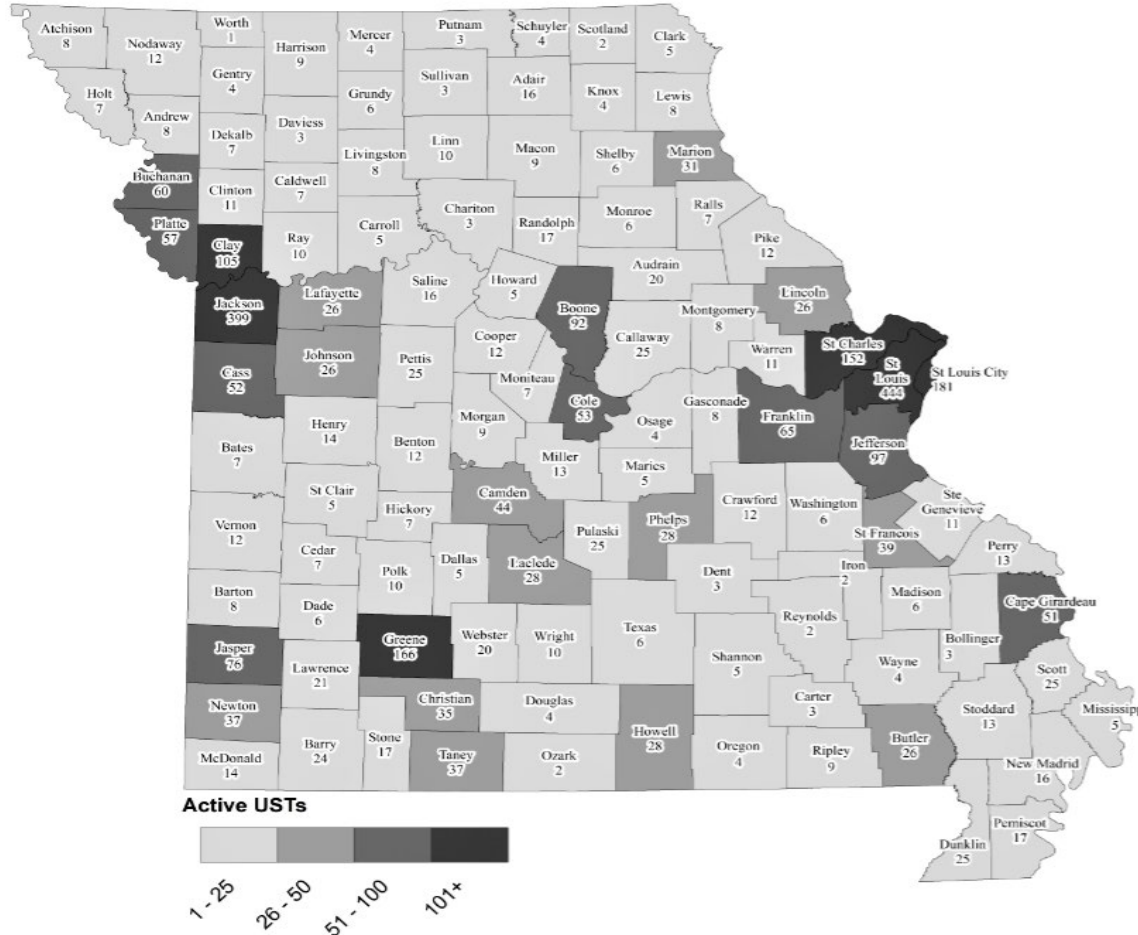 Atchison
8
Nodaway
12
Worth
1
Harrison
9
Mercer
4
Putnam
3
Schuyler
4
Scotland
2
Clark
5
Gentry
4
Sullivan
3
Adair
16
Knox
4
Lewis
8
Holt
7
Andrew
8
Dekalb
7
Daviess
3
Grundy
6
Livingston
8
Linn
10
Macon
9
Shelby
6
Marion
31
Buchanan
60
Clinton
11
Caldwell
7
Chariton
3
Randolph
17
Monroe
6
Ralls
7
Platte
57
Clay
105
Ray
10
Carroll
5
Pike
12
Saline
16
Howard
5
Audrain
20
Jackson
399
Lafayette
26
Boone
92
Montgomery
8
Lincoln
26
Cooper
12
Callaway
25
Warren
11
St Charles
152
St
Louis
444
St Louis City
181
Cass
52
Johnson
26
Pettis
25
Moniteau
7
Cole
53
Gasconade
8
Franklin
65
Jefferson
97
Morgan
9
Osage
4
Bates
7
Henry
14
Benton
12
Miller
13
Maries
5
Camden
44
Crawford
12
Washington
6
Ste
Genevieve
11
St Clair
5
Hickory
7
Pulaski
25
Phelps
28
St Francois
39
Perry
13
Vernon
12
Cedar
7
Polk
10
Dallas
5
Laclede
28
Dent
3
Iron
2
Madison
6
Cape Girardeau
51
Barton
8
Dade
6
Greene
166
Webster
20
Wright
10
Texas
6
Reynolds
2
Bollinger
3
Jasper
76
Lawrence
21
Shannon
5
Wayne
4
Scott
25
Newton
37
Christian
35
Douglas
4
Carter
3
Stoddard
13
Mississipp
5
McDonald
14
Barry
24
Stone
17
Taney
37
Ozark
2
Howell
28
Oregon
4
Ripley
9
Butler
26
New Madrid
16
Pemiscot
17
Dunklin
25
Active USTs
1 - 25
26 - 50
51 - 100
101+